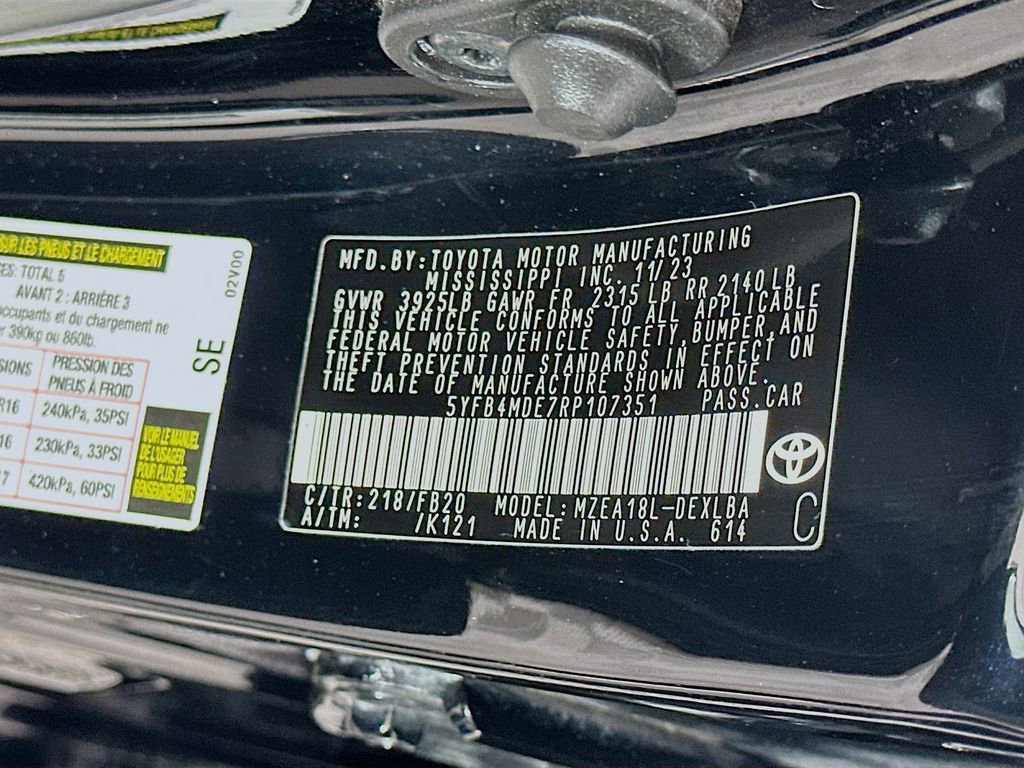 SUR LES PNEUS ET LE CHARGEMENT
TOTAL 5
AVANT 2 : ARRIÈRE 3
occupants et du chargement ne
390kg ou 860lb.
PRESSION DES
PNEUS À FROID
R16 240kPa, 35PSI
16 230kPa, 33PSI
7 420kPa, 60PSI
VOIR LE MANUEL
DE L'USAGER
POUR PLUS DE
RENSEIGNEMENTS
02V00
SE
MFD. BY: TOYOTA MOTOR MANUFACTURING
MISSISSIPPI INC. 11/23
GVWR 3925LB GAWR FR 2315 LB RR 2140 LB
THIS VEHICLE CONFORMS TO ALL APPLICABLE
FEDERAL MOTOR VEHICLE SAFETY, BUMPER, AND
THEFT PREVENTION STANDARDS IN EFFECT ON
THE DATE OF MANUFACTURE SHOWN ABOVE.
5YFB4MDE7RP107351 PASS. CAR
C/TR: 218/FB20 MODEL: MZEA18L-DEXLBA
A/TM: /K121 MADE IN U.S.A. 614
C